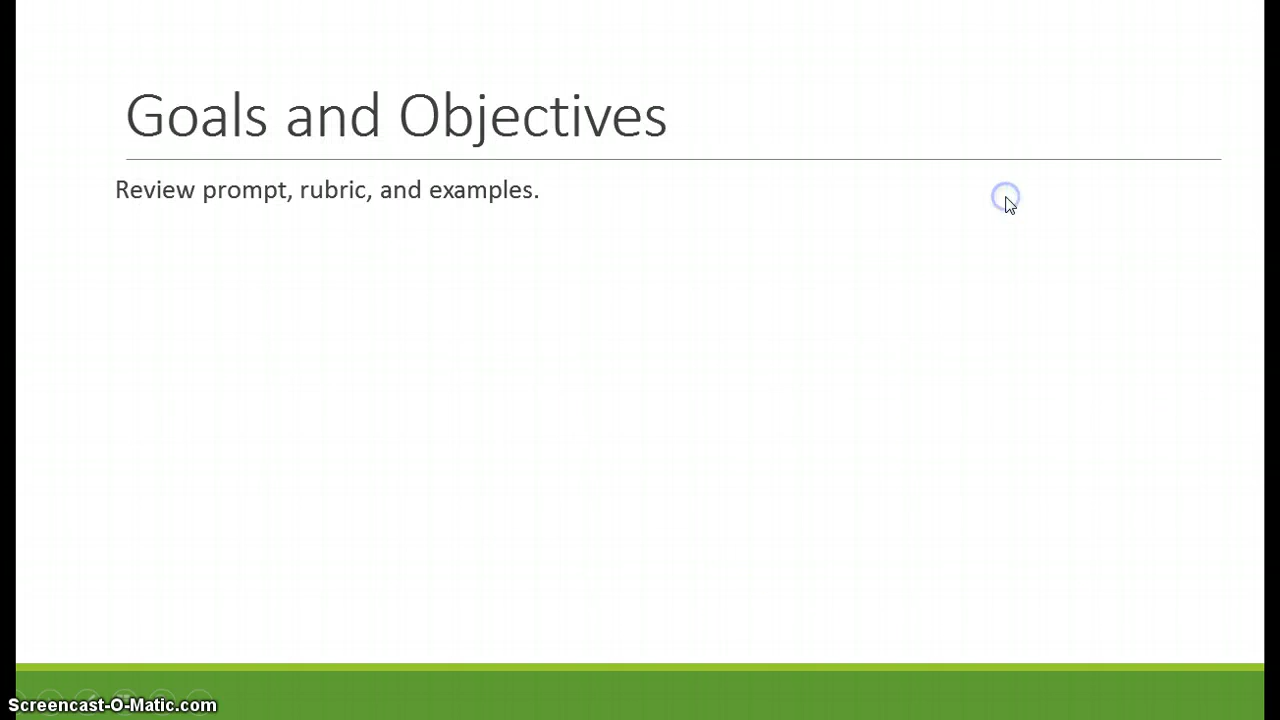 Goals and Objectives
Review prompt, rubric, and examples.
Screencast-O-Matic.com